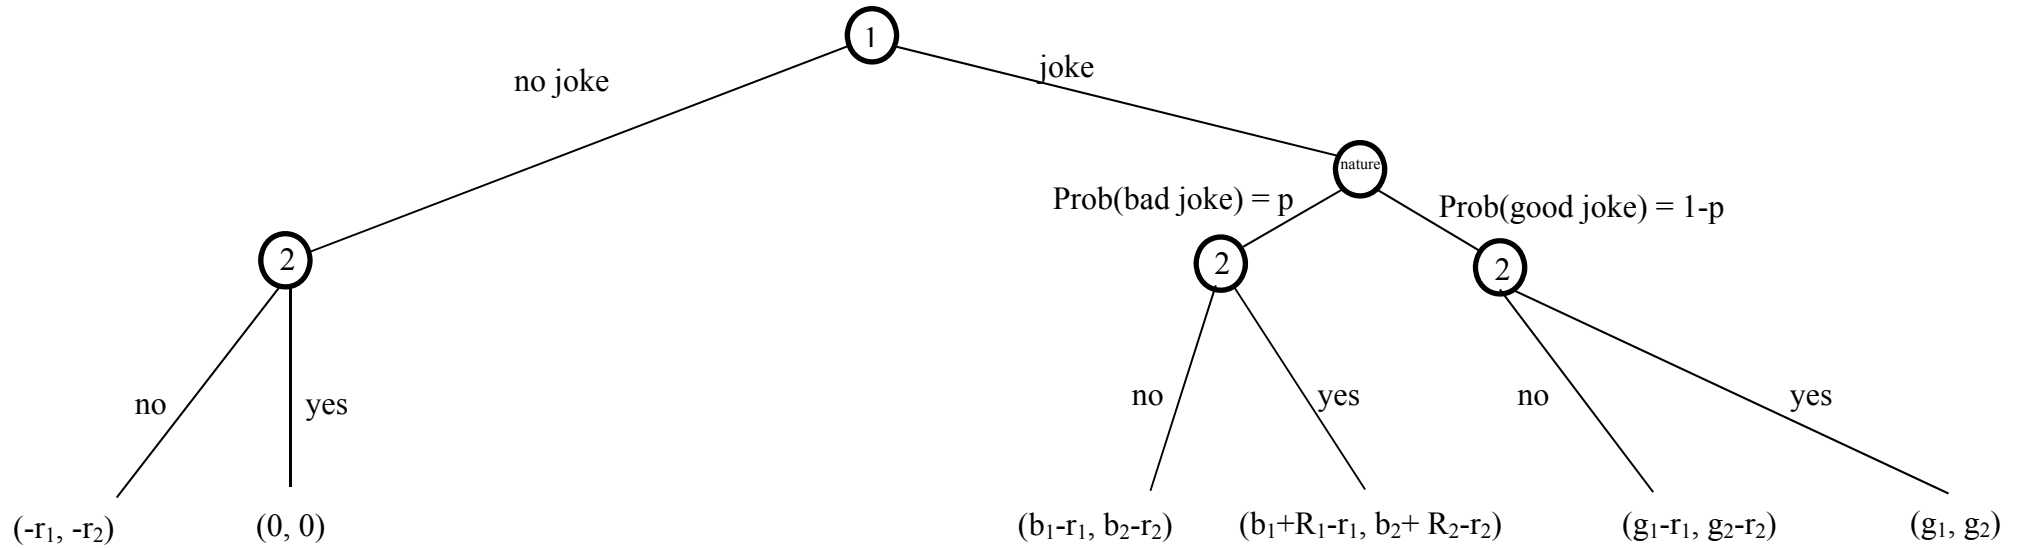 1
no joke
joke
nature
Prob(bad joke) = p
Prob(good joke) = 1-p
2
2
2
no
yes
no
yes
no
yes
(-r₁, -r₂)
(0, 0)
(b₁-r₁, b₂-r₂)
(b₁+R₁-r₁, b₂+ R₂-r₂)
(g₁-r₁, g₂-r₂)
(g₁, g₂)